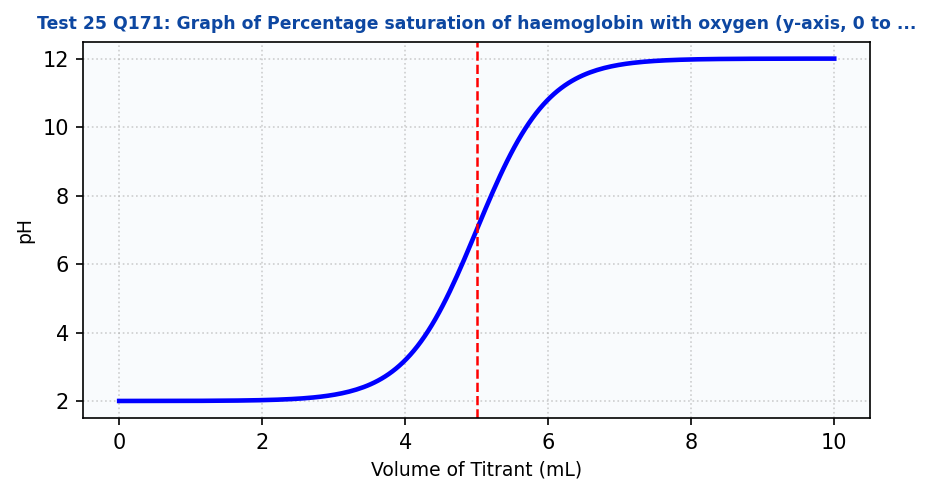 Test 25 Q171: Graph of Percentage saturation of haemoglobin with oxygen (y-axis, 0 to ...
12
10
8
6
4
2
pH
0 2 4 6 8 10
Volume of Titrant (mL)